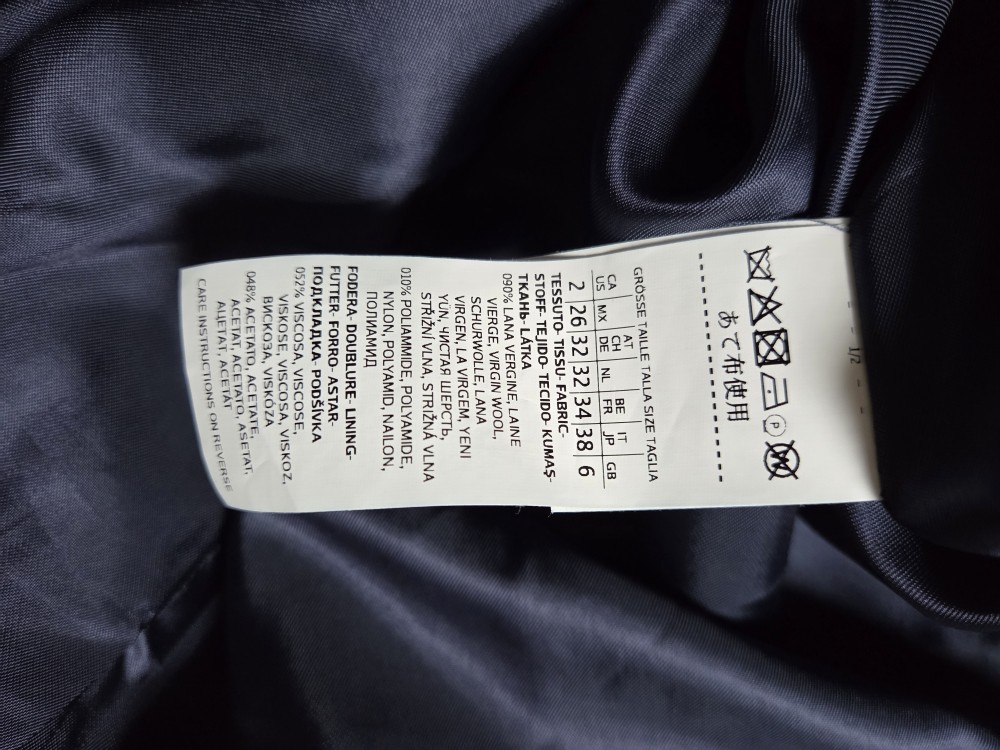 1/2
P
あて布使用
GRÖSSE TAILLE TALLA SIZE TAGLIA
AT
CA CH BE IT
US MX DE NL FR JP GB
2 26 32 32 34 38 6
TESSUTO- TISSU- FABRIC-
STOFF- TEJIDO- TECIDO- KUMAŞ-
ТКАНЬ- LÁTKA
090% LANA VERGINE, LAINE
VIERGE, VIRGIN WOOL,
SCHURWOLLE, LANA
VIRGEN, LA VIRGEM, YENI
YÜN, ЧИСТАЯ ШЕРСТЬ,
STŘIŽNÍ VLNA, STRIŽNÁ VLNA
010% POLIAMMIDE, POLYAMIDE,
NYLON, POLYAMID, NAILON,
ПОЛИАМИД
FODERA- DOUBLURE- LINING-
FUTTER- FORRO- ASTAR-
ПОДКЛАДКА- PODŠÍVKA
052% VISCOSA, VISCOSE,
VISKOSE, VISCOSA, VISKOZ,
ВИСКОЗА, VISKÓZA
048% ACETATO, ACETATE,
ACETAT, ACETATO, ASETAT,
АЦЕТАТ, ACETÁT
CARE INSTRUCTIONS ON REVERSE